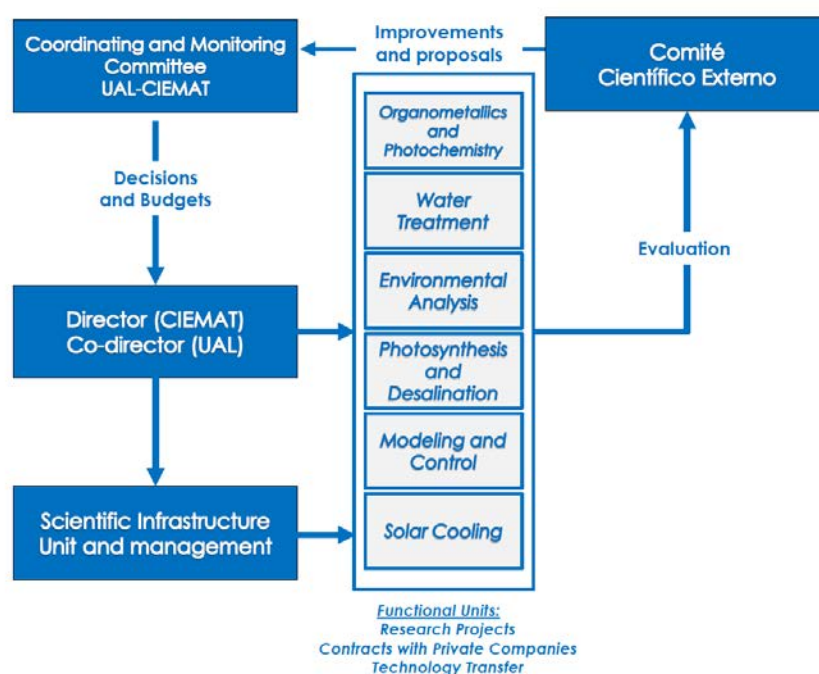 Coordinating and Monitoring
Committee
UAL-CIEMAT
Improvements
and proposals
Comité
Científico Externo
Decisions
and Budgets
Organometallics
and
Photochemistry
Water
Treatment
Environmental
Analysis
Photosynthesis
and
Desalination
Modeling and
Control
Solar Cooling
Evaluation
Director (CIEMAT)
Co-director (UAL)
Scientific Infrastructure
Unit and management
Functional Units:
Research Projects
Contracts with Private Companies
Technology Transfer